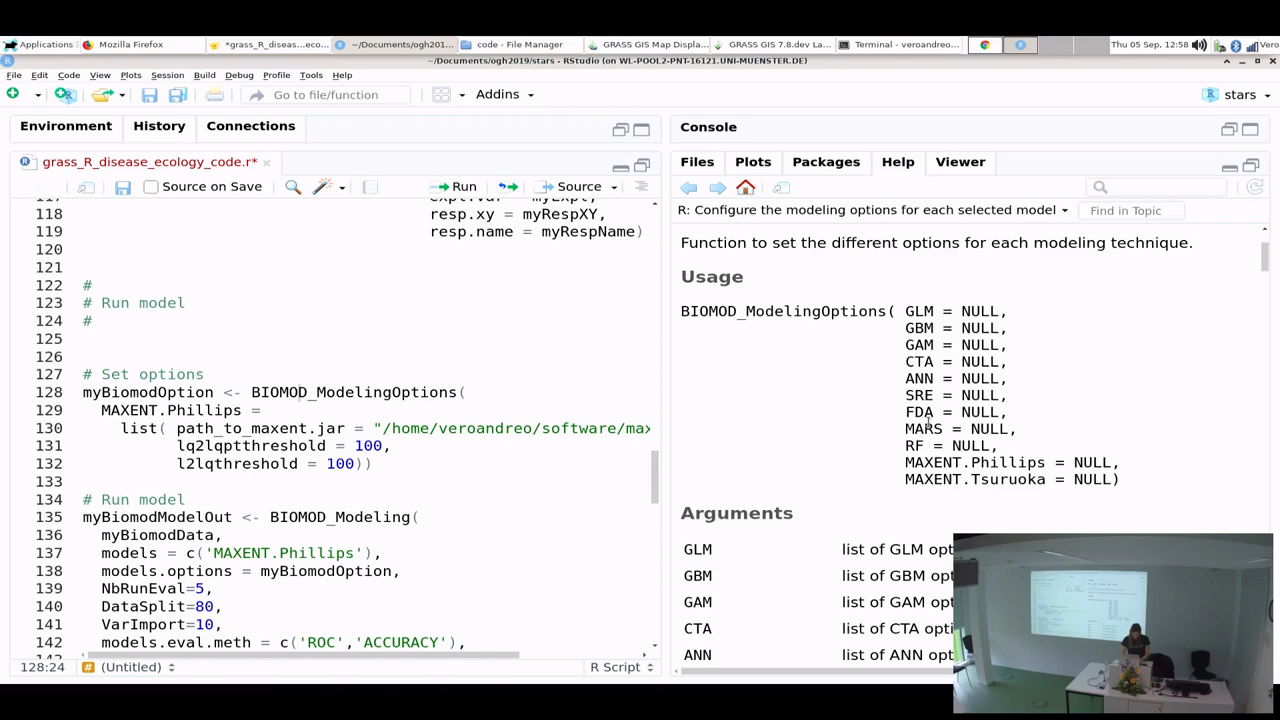 Applications
Mozilla Firefox
*grass_R_diseas...eco...
~/Documents/ogh201...
code - File Manager
GRASS GIS Map Displa...
GRASS GIS 7.8.dev La...
Terminal - veroandreo...
Thu 05 Sep, 12:58
Vero
~/Documents/ogh2019/stars - RStudio (on WL-POOL2-PNT-16121.UNI-MUENSTER.DE)
File Edit Code View Plots Session Build Debug Profile Tools Help
Go to file/function
Addins
stars
Environment History Connections
grass_R_disease_ecology_code.r*
Source on Save
Run
Source
118 resp.xy = myRespXY,
119 resp.name = myRespName)
120
121
122 #
123 # Run model
124 #
125
126
127 # Set options
128 myBiomodOption <- BIOMOD_ModelingOptions(
129 MAXENT.Phillips =
130 list( path_to_maxent.jar = "/home/veroandreo/software/max
131 lq2lqptthreshold = 100,
132 l2lqthreshold = 100))
133
134 # Run model
135 myBiomodModelOut <- BIOMOD_Modeling(
136 myBiomodData,
137 models = c('MAXENT.Phillips'),
138 models.options = myBiomodOption,
139 NbRunEval=5,
140 DataSplit=80,
141 VarImport=10,
142 models.eval.meth = c('ROC','ACCURACY'),
128:24
(Untitled)
R Script
Console
Files Plots Packages Help Viewer
R: Configure the modeling options for each selected model
Find in Topic
Function to set the different options for each modeling technique.
Usage
BIOMOD_ModelingOptions( GLM = NULL,
GBM = NULL,
GAM = NULL,
CTA = NULL,
ANN = NULL,
SRE = NULL,
FDA = NULL,
MARS = NULL,
RF = NULL,
MAXENT.Phillips = NULL,
MAXENT.Tsuruoka = NULL)
Arguments
GLM list of GLM opt
GBM list of GBM opt
GAM list of GAM opt
CTA list of CTA opti
ANN list of ANN opt